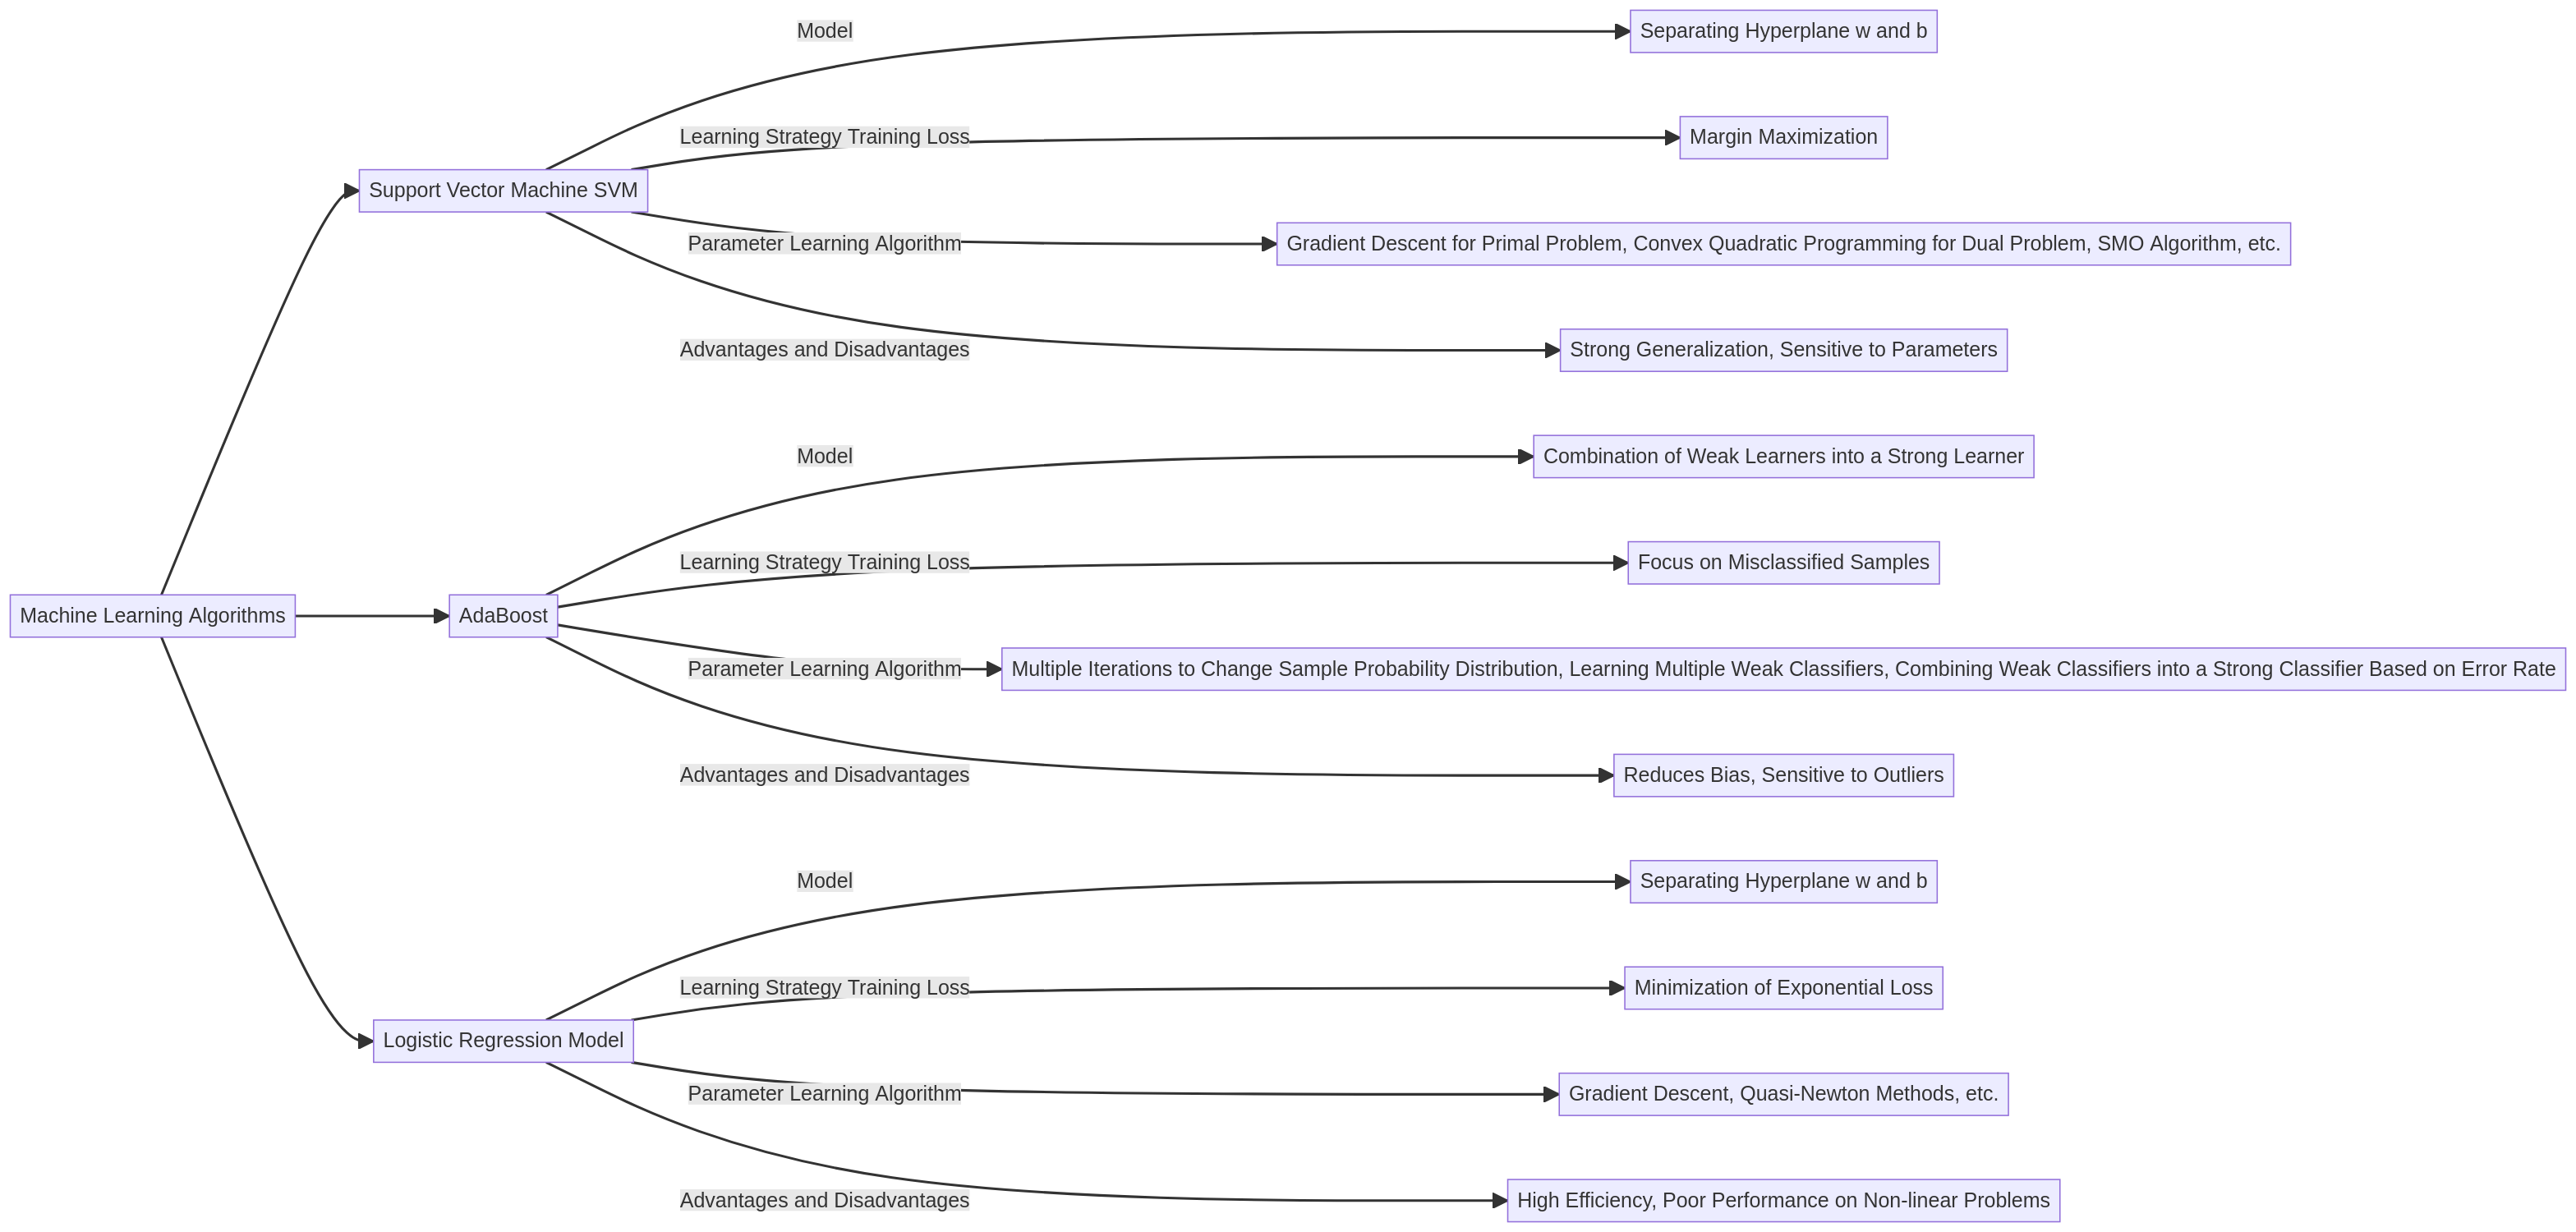 Machine Learning Algorithms
Support Vector Machine SVM
Model
Separating Hyperplane w and b
Learning Strategy Training Loss
Margin Maximization
Parameter Learning Algorithm
Gradient Descent for Primal Problem, Convex Quadratic Programming for Dual Problem, SMO Algorithm, etc.
Advantages and Disadvantages
Strong Generalization, Sensitive to Parameters
AdaBoost
Model
Combination of Weak Learners into a Strong Learner
Learning Strategy Training Loss
Focus on Misclassified Samples
Parameter Learning Algorithm
Multiple Iterations to Change Sample Probability Distribution, Learning Multiple Weak Classifiers, Combining Weak Classifiers into a Strong Classifier Based on Error Rate
Advantages and Disadvantages
Reduces Bias, Sensitive to Outliers
Logistic Regression Model
Model
Separating Hyperplane w and b
Learning Strategy Training Loss
Minimization of Exponential Loss
Parameter Learning Algorithm
Gradient Descent, Quasi-Newton Methods, etc.
Advantages and Disadvantages
High Efficiency, Poor Performance on Non-linear Problems